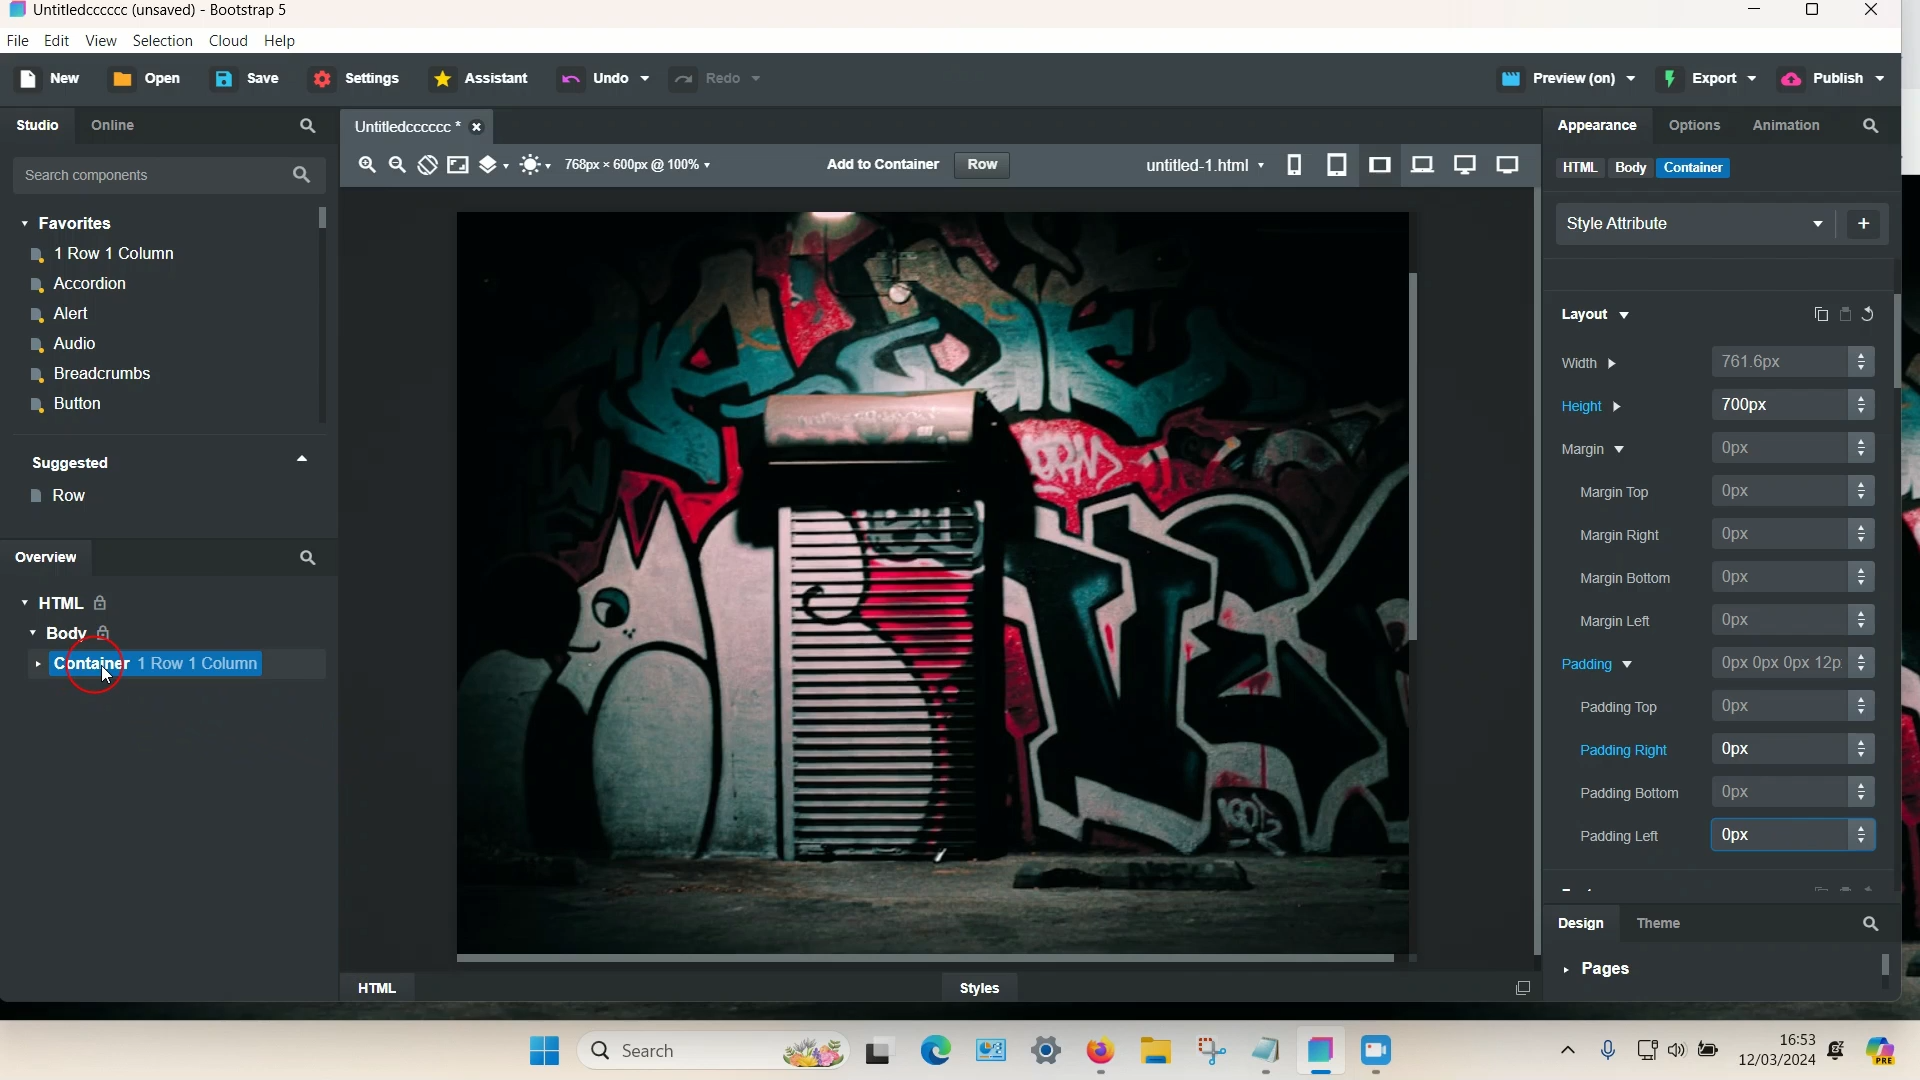 Untitledcccccc (unsaved) - Bootstrap 5
File Edit View Selection Cloud Help
New Open Save Settings Assistant Undo Redo Preview (on) Export Publish
Studio Online
Untitledcccccc *
Appearance Options Animation
768px × 600px @ 100%
Add to Container Row
untitled-1.html
HTML Body Container
Search components
Style Attribute
Favorites
1 Row 1 Column
Accordion
Alert
Audio
Breadcrumbs
Button
Suggested
Row
Overview
HTML
Body
Container 1 Row 1 Column
Layout
Width 761.6px
Height 700px
Margin 0px
Margin Top 0px
Margin Right 0px
Margin Bottom 0px
Margin Left 0px
Padding 0px 0px 0px 12p
Padding Top 0px
Padding Right 0px
Padding Bottom 0px
Padding Left 0px
Design Theme
Pages
HTML
Styles
Search
16:53
12/03/2024
PRE